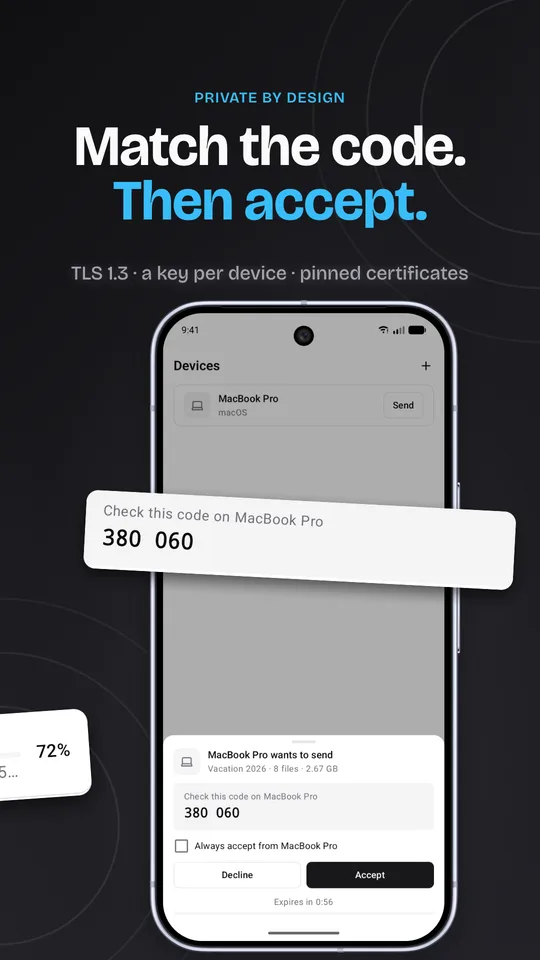 PRIVATE BY DESIGN
Match the code.
Then accept.
TLS 1.3 · a key per device · pinned certificates
9:41
Devices
MacBook Pro
macOS
Send
Check this code on MacBook Pro
380 060
72%
5...
MacBook Pro wants to send
Vacation 2026 · 8 files · 2.67 GB
Check this code on MacBook Pro
380 060
Always accept from MacBook Pro
Decline
Accept
Expires in 0:56